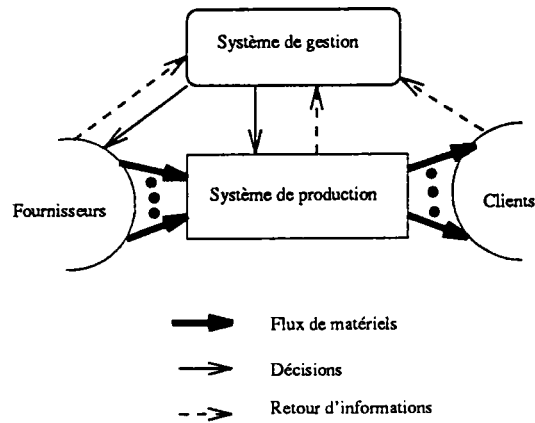 Système de gestion
Système de production
Fournisseurs
Clients
Flux de matériels
Décisions
Retour d'informations